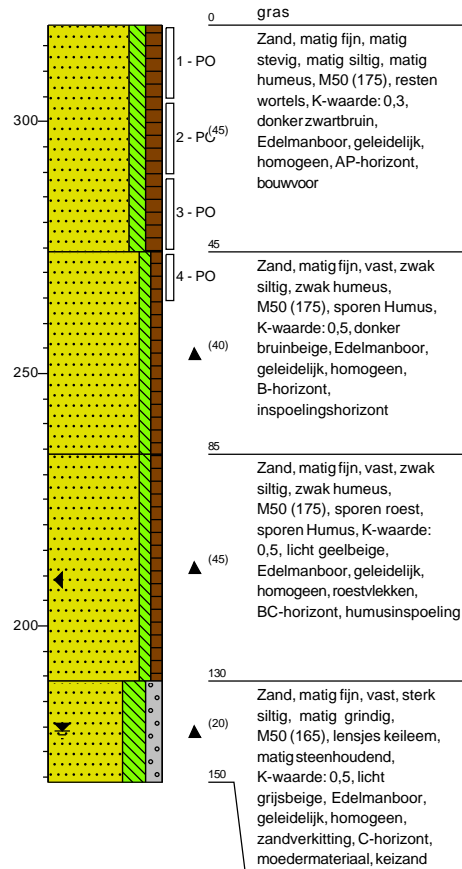 0
gras
1 - PO
Zand, matig fijn, matig
stevig, matig siltig, matig
humeus, M50 (175), resten
wortels, K-waarde: 0,3,
donker zwartbruin,
Edelmanboor, geleidelijk,
homogeen, AP-horizont,
bouwvoor
300
2 - PO
(45)
3 - PO
45
4 - PO
Zand, matig fijn, vast, zwak
siltig, zwak humeus,
M50 (175), sporen Humus,
K-waarde: 0,5, donker
bruinbeige, Edelmanboor,
geleidelijk, homogeen,
B-horizont,
inspoelingshorizont
(40)
250
85
Zand, matig fijn, vast, zwak
siltig, zwak humeus,
M50 (175), sporen roest,
sporen Humus, K-waarde:
0,5, licht geelbeige,
Edelmanboor, geleidelijk,
homogeen, roestvlekken,
BC-horizont, humusinspoeling
(45)
200
130
Zand, matig fijn, vast, sterk
siltig, matig grindig,
M50 (165), lensjes keileem,
matig steenhoudend,
K-waarde: 0,5, licht
grijsbeige, Edelmanboor,
geleidelijk, homogeen,
zandverkitting, C-horizont,
moedermateriaal, keizand
(20)
150